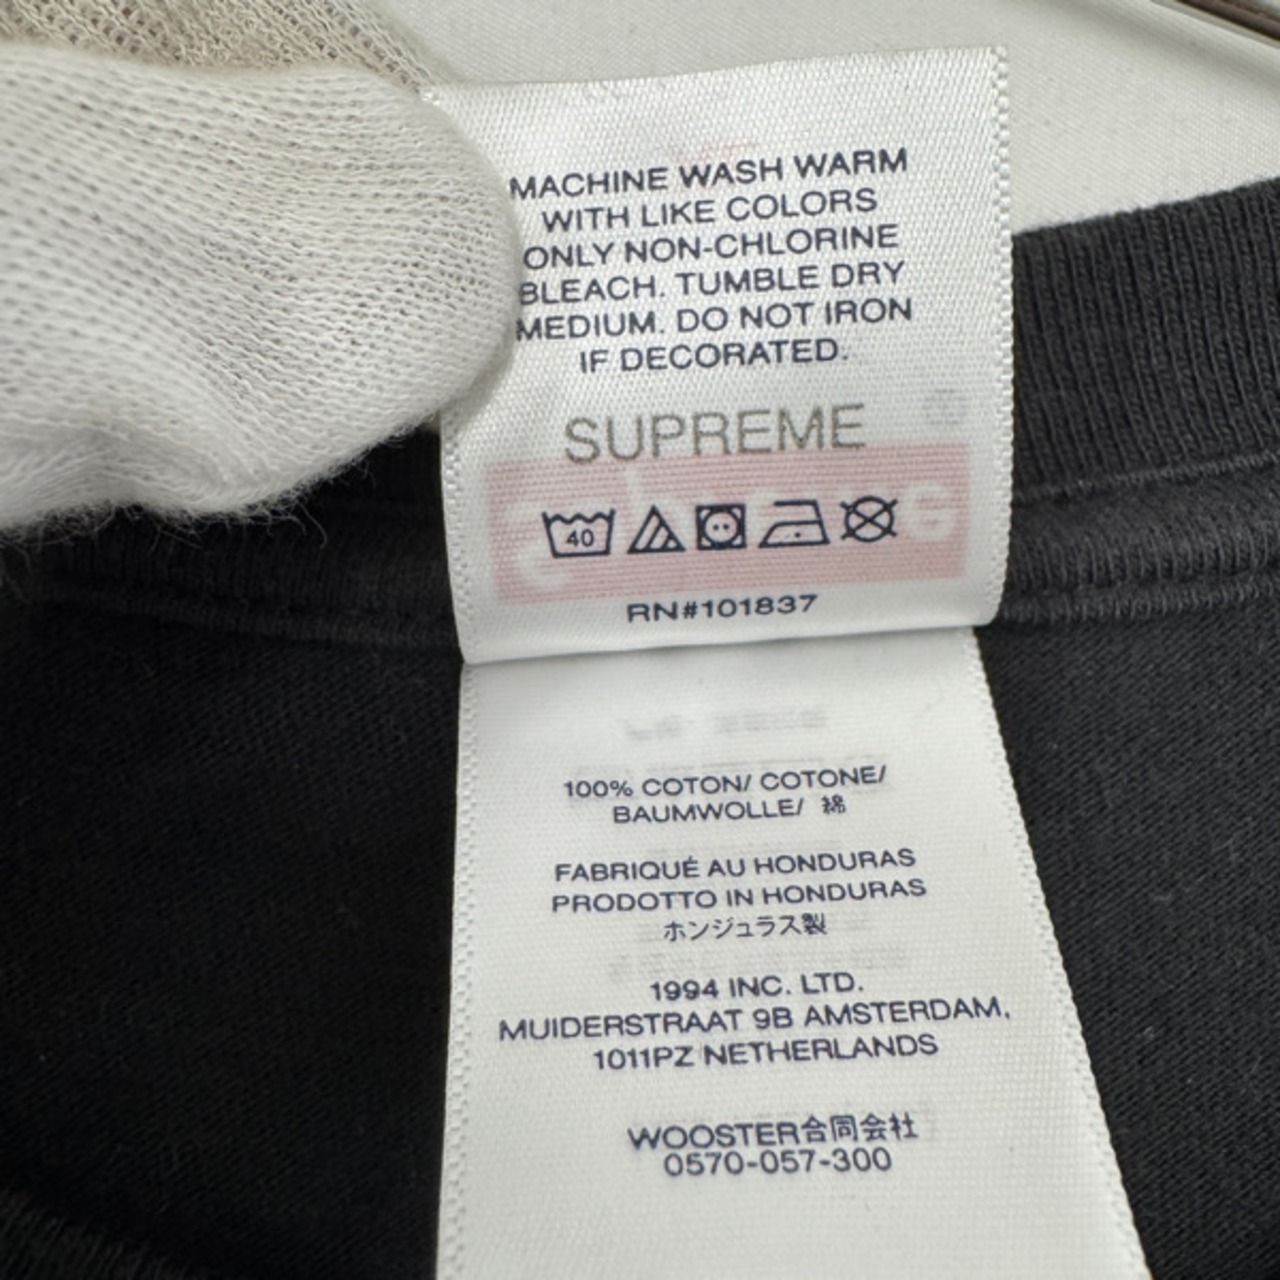 MACHINE WASH WARM
WITH LIKE COLORS
ONLY NON-CHLORINE
BLEACH. TUMBLE DRY
MEDIUM. DO NOT IRON
IF DECORATED.
SUPREME
40
RN#101837
100% COTON/ COTONE/
BAUMWOLLE/ 綿
FABRIQUÉ AU HONDURAS
PRODOTTO IN HONDURAS
ホンジュラス製
1994 INC. LTD.
MUIDERSTRAAT 9B AMSTERDAM,
1011PZ NETHERLANDS
WOOSTER合同会社
0570-057-300